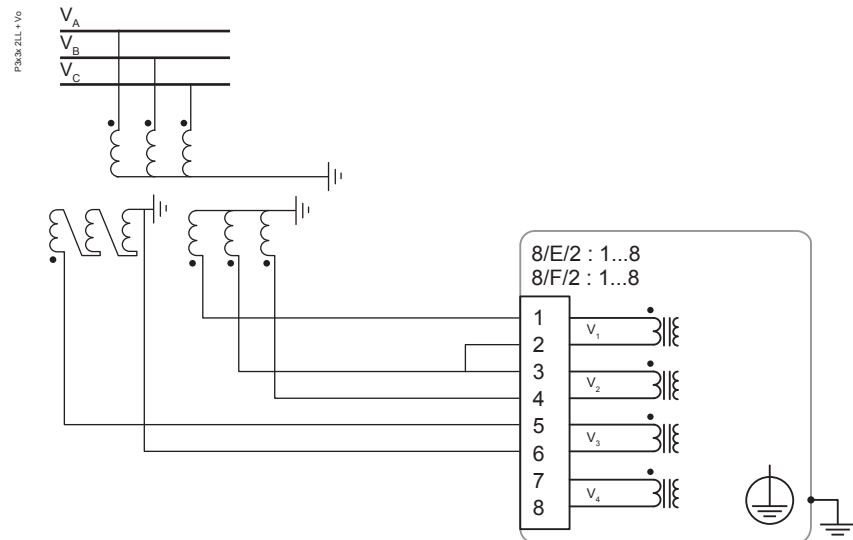 P3x3x 2LL + Vo
VA
VB
VC
8/E/2 : 1...8
8/F/2 : 1...8
1
2
3
4
5
6
7
8
V1
V2
V3
V4